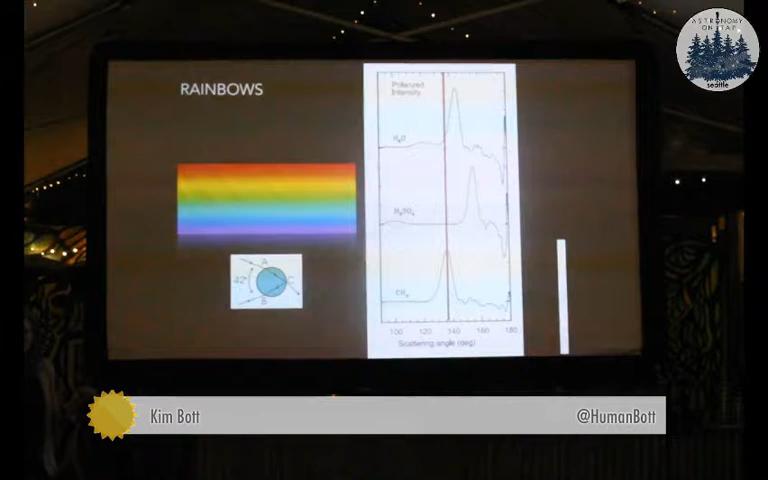 ASTRONOMY
ON TAP
seattle
RAINBOWS
Polarized
Intensity
H₂O
H₂SO₄
CH₄
A
42°
C
B
100 120 140 160 180
Scattering angle (deg)
Kim Bott
@HumanBott